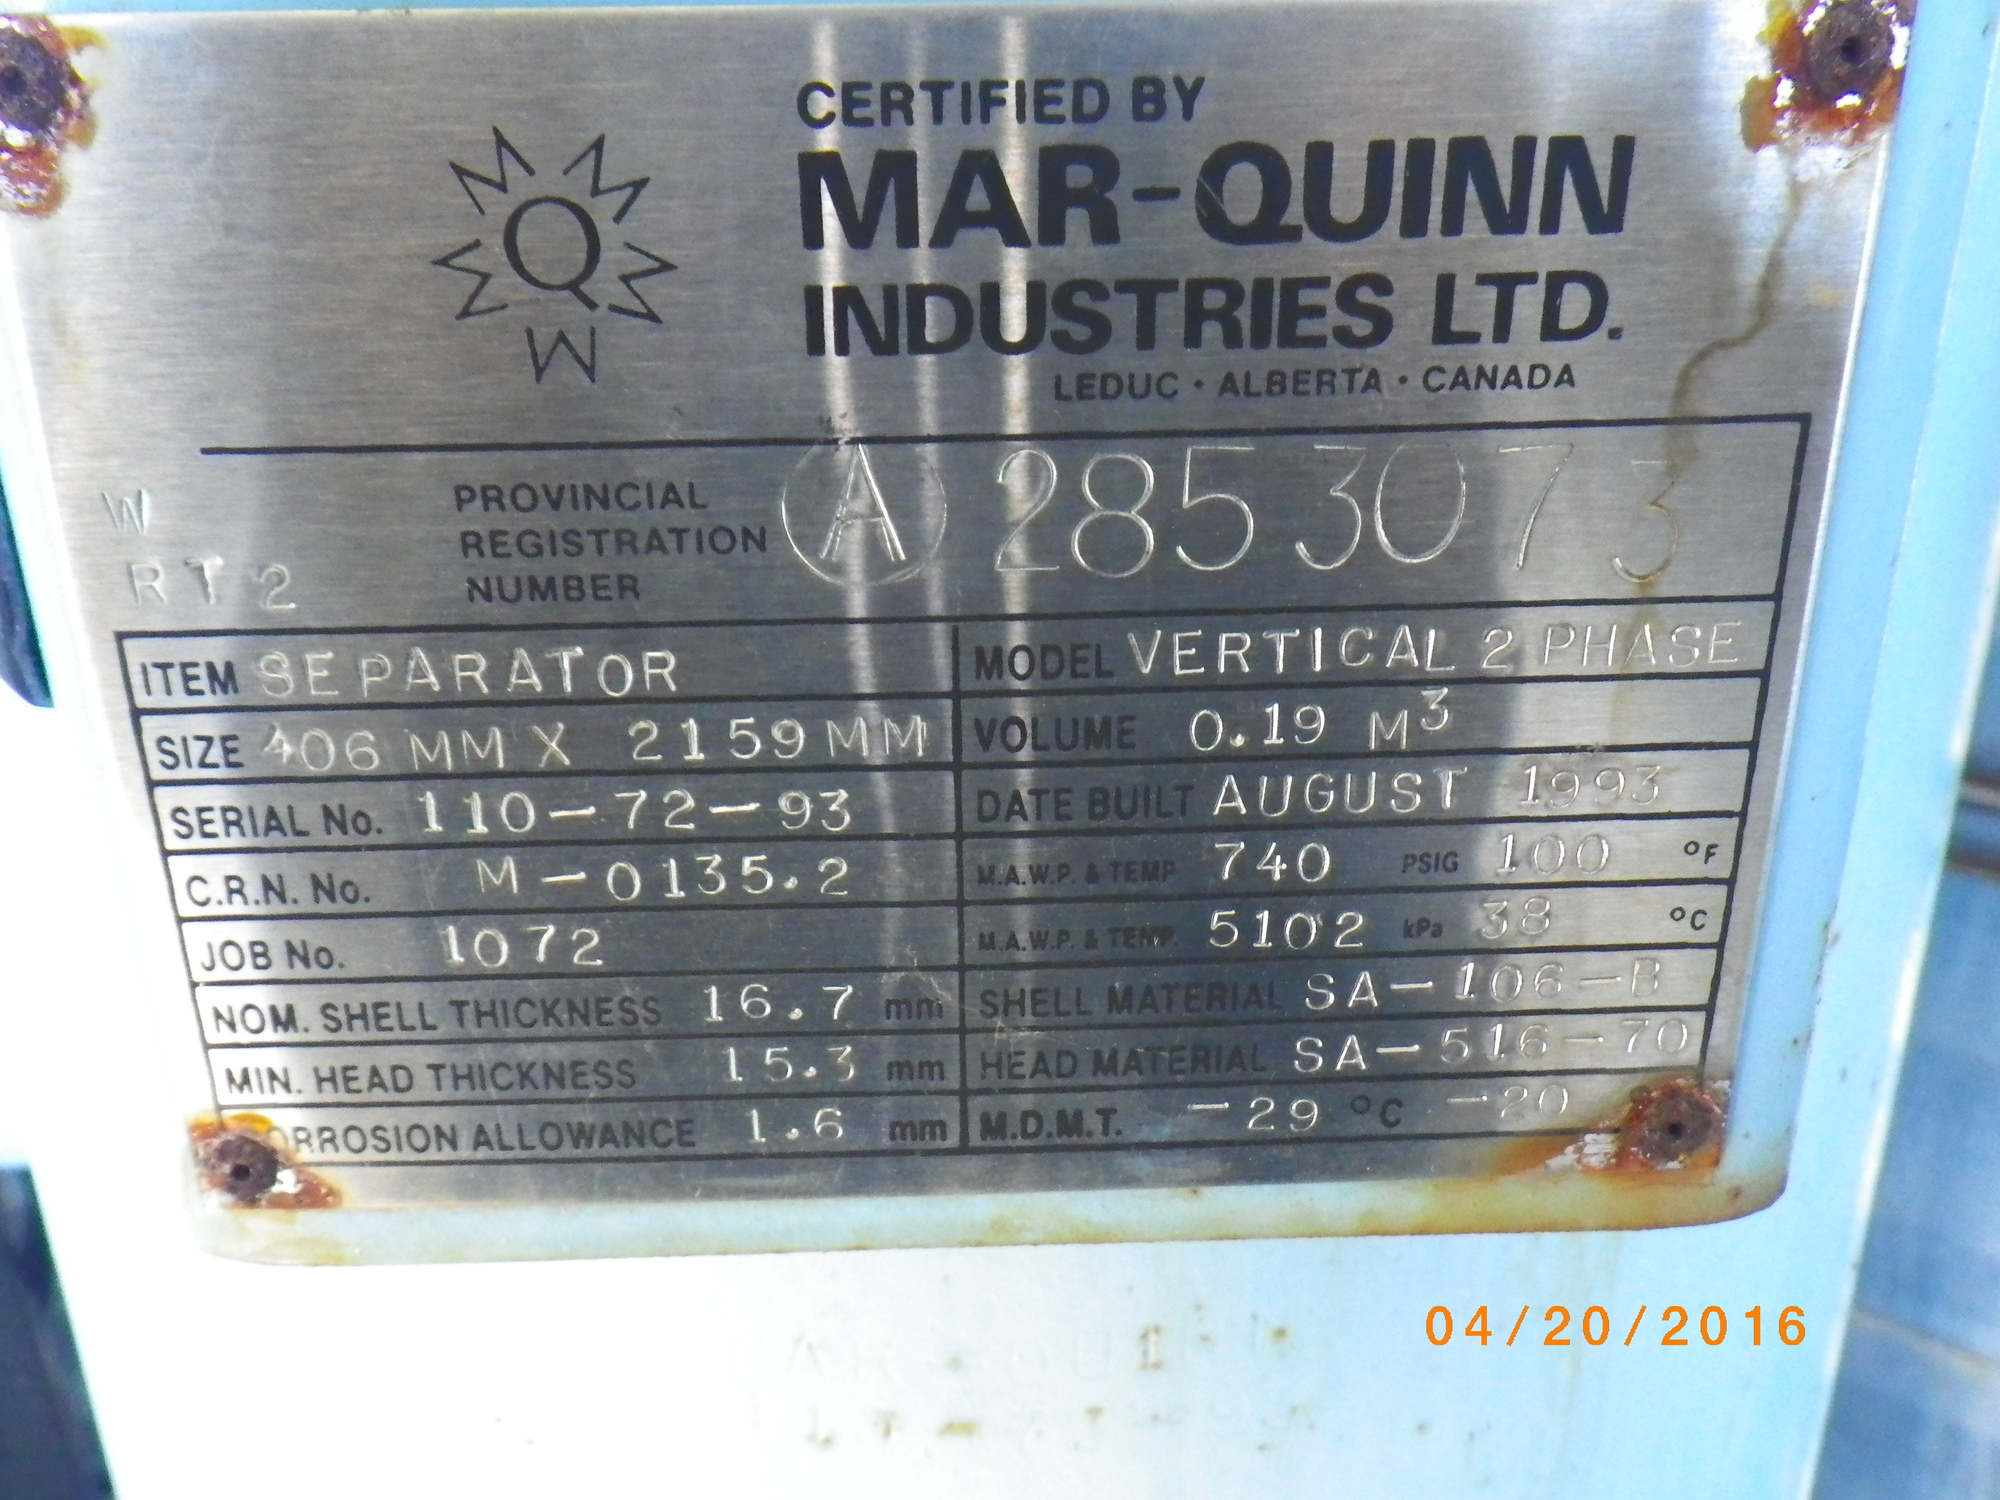 CERTIFIED BY
MAR-QUINN
INDUSTRIES LTD.
LEDUC · ALBERTA · CANADA
Q
W
W
RT2
PROVINCIAL
REGISTRATION
NUMBER
A 2853073
ITEM SEPARATOR
MODEL VERTICAL 2 PHASE
SIZE 406 MM X 2159 MM
VOLUME 0.19 M³
SERIAL No. 110-72-93
DATE BUILT AUGUST 1993
C.R.N. No. M-0135.2
M.A.W.P. & TEMP 740 PSIG 100 °F
JOB No. 1072
M.A.W.P. & TEMP. 5102 kPa 38 °C
NOM. SHELL THICKNESS 16.7 mm
SHELL MATERIAL SA-106-B
MIN. HEAD THICKNESS 15.3 mm
HEAD MATERIAL SA-516-70
CORROSION ALLOWANCE 1.6 mm
M.D.M.T. -29 °C -20
04/20/2016